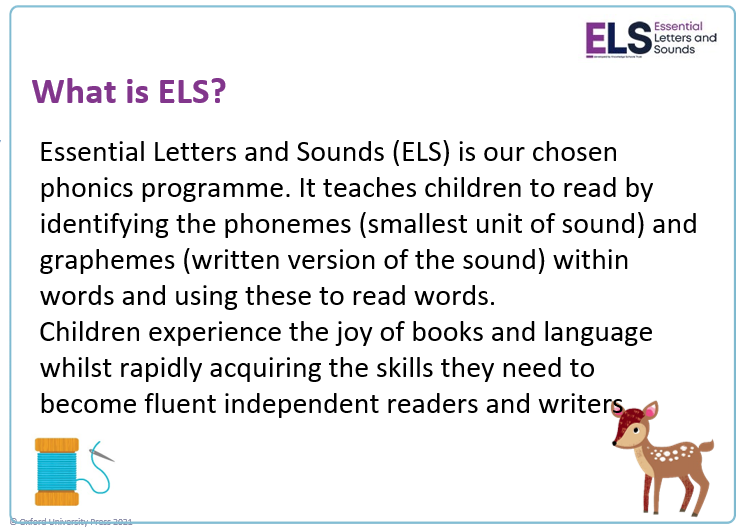 ELS Essential
Letters and
Sounds
What is ELS?
Essential Letters and Sounds (ELS) is our chosen
phonics programme. It teaches children to read by
identifying the phonemes (smallest unit of sound) and
graphemes (written version of the sound) within
words and using these to read words.
Children experience the joy of books and language
whilst rapidly acquiring the skills they need to
become fluent independent readers and writers
© Oxford University Press 2021